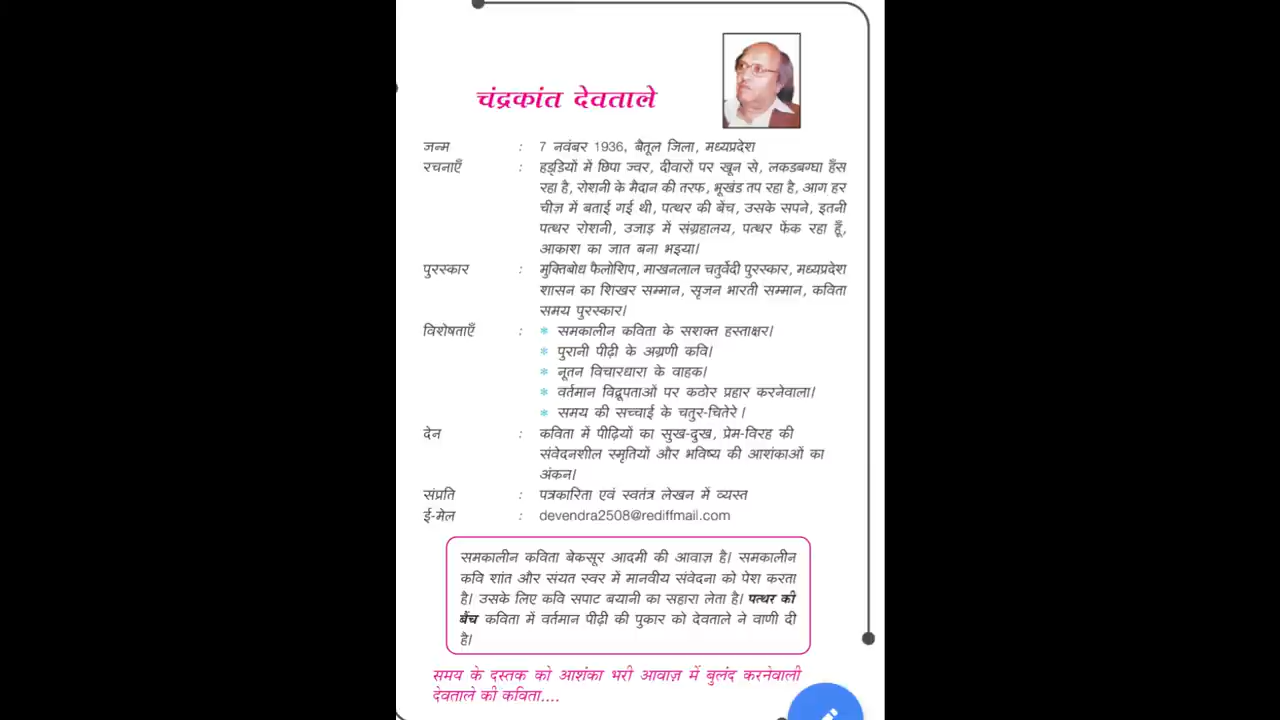 चंद्रकांत देवताले
जन्म : 7 नवंबर 1936, बैतूल जिला, मध्यप्रदेश
रचनाएँ : हड्डियों में छिपा ज्वर, दीवारों पर खून से, लकडबग्घा हँस
रहा है, रोशनी के मैदान की तरफ, भूखंड तप रहा है, आग हर
चीज़ में बताई गई थी, पत्थर की बेंच, उसके सपने, इतनी
पत्थर रोशनी, उजाड़ में संग्रहालय, पत्थर फेंक रहा हूँ,
आकाश का जात बना भइया।
पुरस्कार : मुक्तिबोध फैलोशिप, माखनलाल चतुर्वेदी पुरस्कार, मध्यप्रदेश
शासन का शिखर सम्मान, सृजन भारती सम्मान, कविता
समय पुरस्कार।
विशेषताएँ : * समकालीन कविता के सशक्त हस्ताक्षर।
* पुरानी पीढ़ी के अग्रणी कवि।
* नूतन विचारधारा के वाहक।
* वर्तमान विद्रूपताओं पर कठोर प्रहार करनेवाला।
* समय की सच्चाई के चतुर-चितेरे।
देन : कविता में पीढ़ियों का सुख-दुख, प्रेम-विरह की
संवेदनशील स्मृतियों और भविष्य की आशंकाओं का
अंकन।
संप्रति : पत्रकारिता एवं स्वतंत्र लेखन में व्यस्त
ई-मेल : devendra2508@rediffmail.com
समकालीन कविता बेकसूर आदमी की आवाज़ है। समकालीन
कवि शांत और संयत स्वर में मानवीय संवेदना को पेश करता
है। उसके लिए कवि सपाट बयानी का सहारा लेता है। पत्थर की
बैंच कविता में वर्तमान पीढ़ी की पुकार को देवताले ने वाणी दी
है।
समय के दस्तक को आशंका भरी आवाज़ में बुलंद करनेवाली
देवताले की कविता....